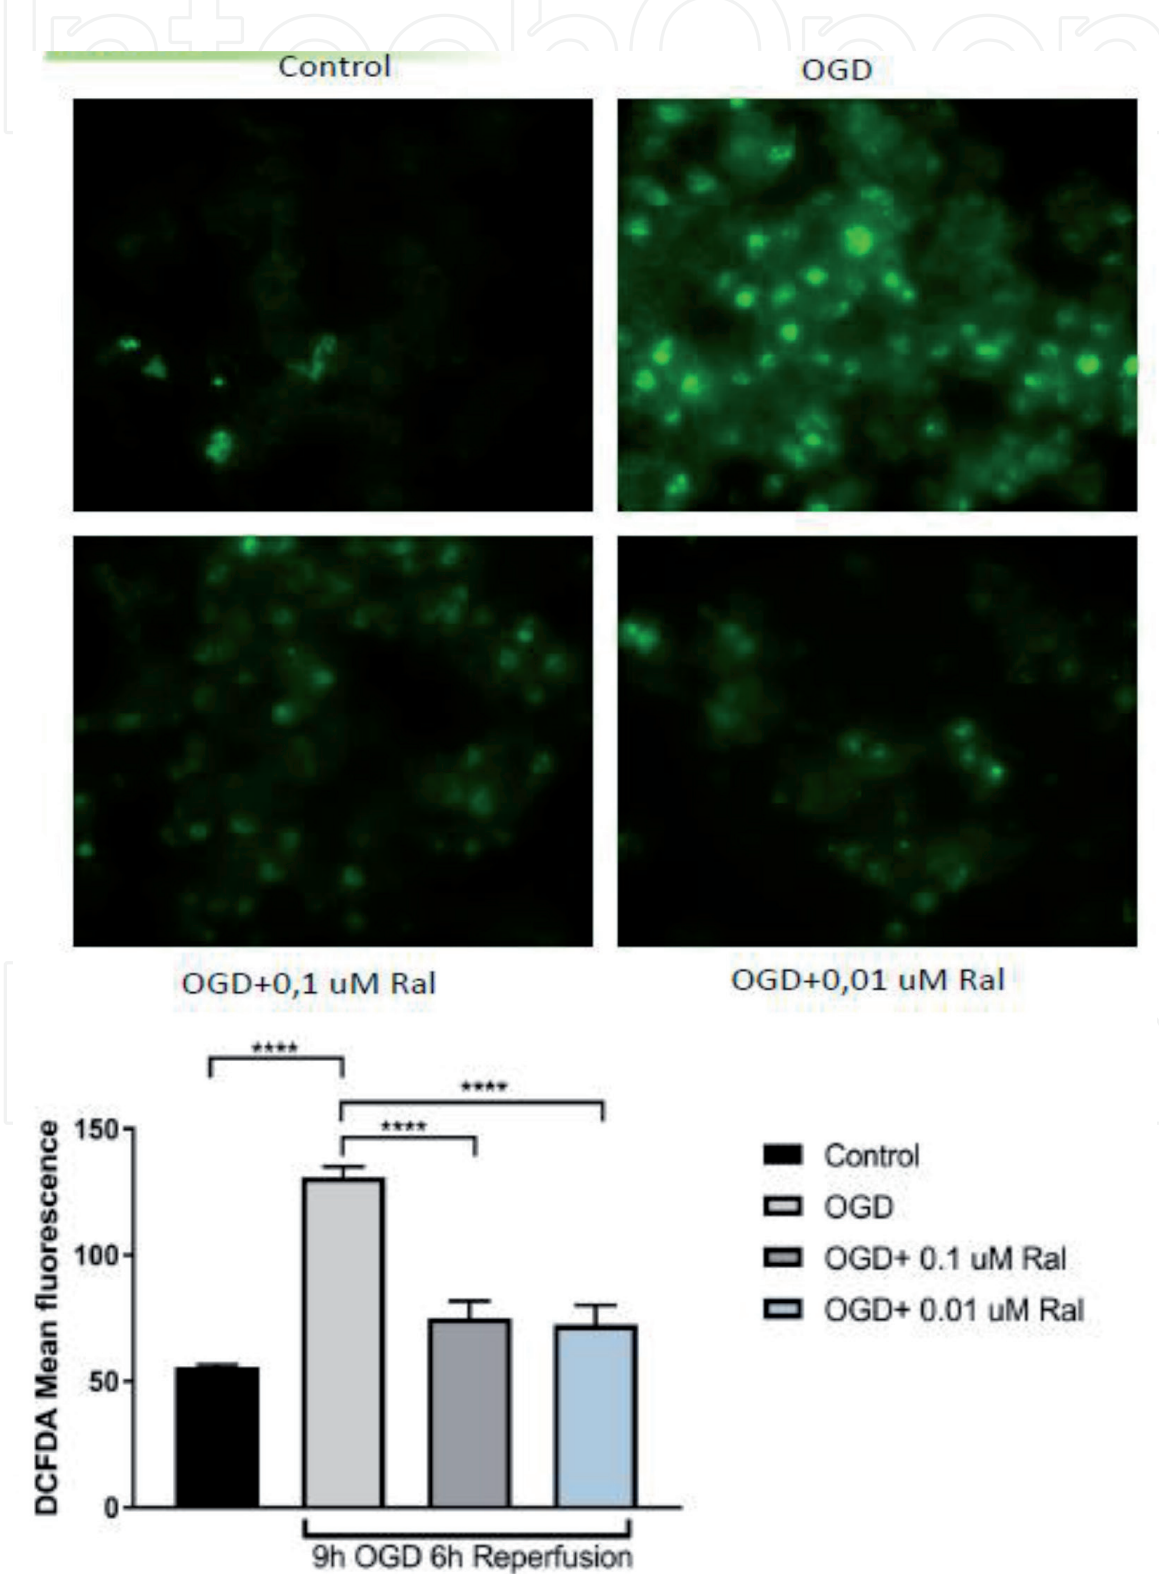 IntechOpen
Control
OGD
OGD+0,1 uM Ral
OGD+0,01 uM Ral
****
****
****
150
100
50
0
DCFDA Mean fluorescence
Control
OGD
OGD+ 0.1 uM Ral
OGD+ 0.01 uM Ral
9h OGD 6h Reperfusion